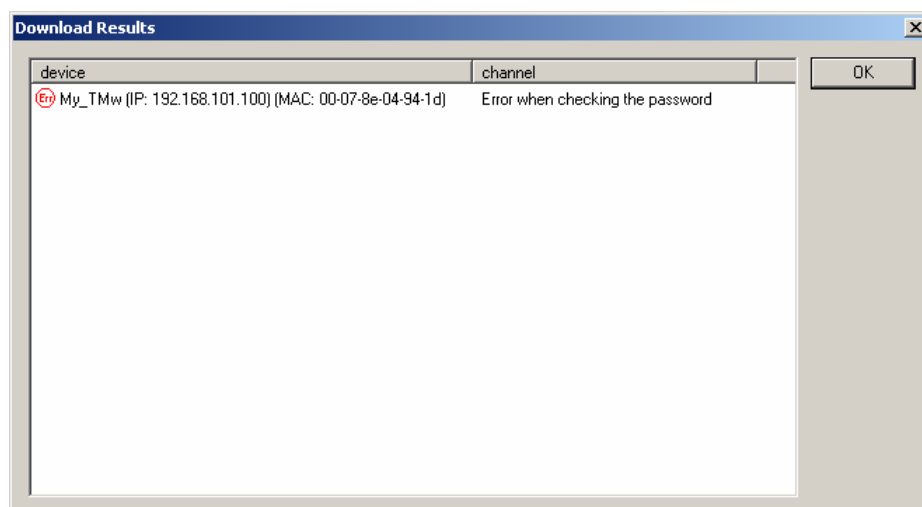 Download Results
device channel OK
Err My_TMw (IP: 192.168.101.100) (MAC: 00-07-8e-04-94-1d) Error when checking the password